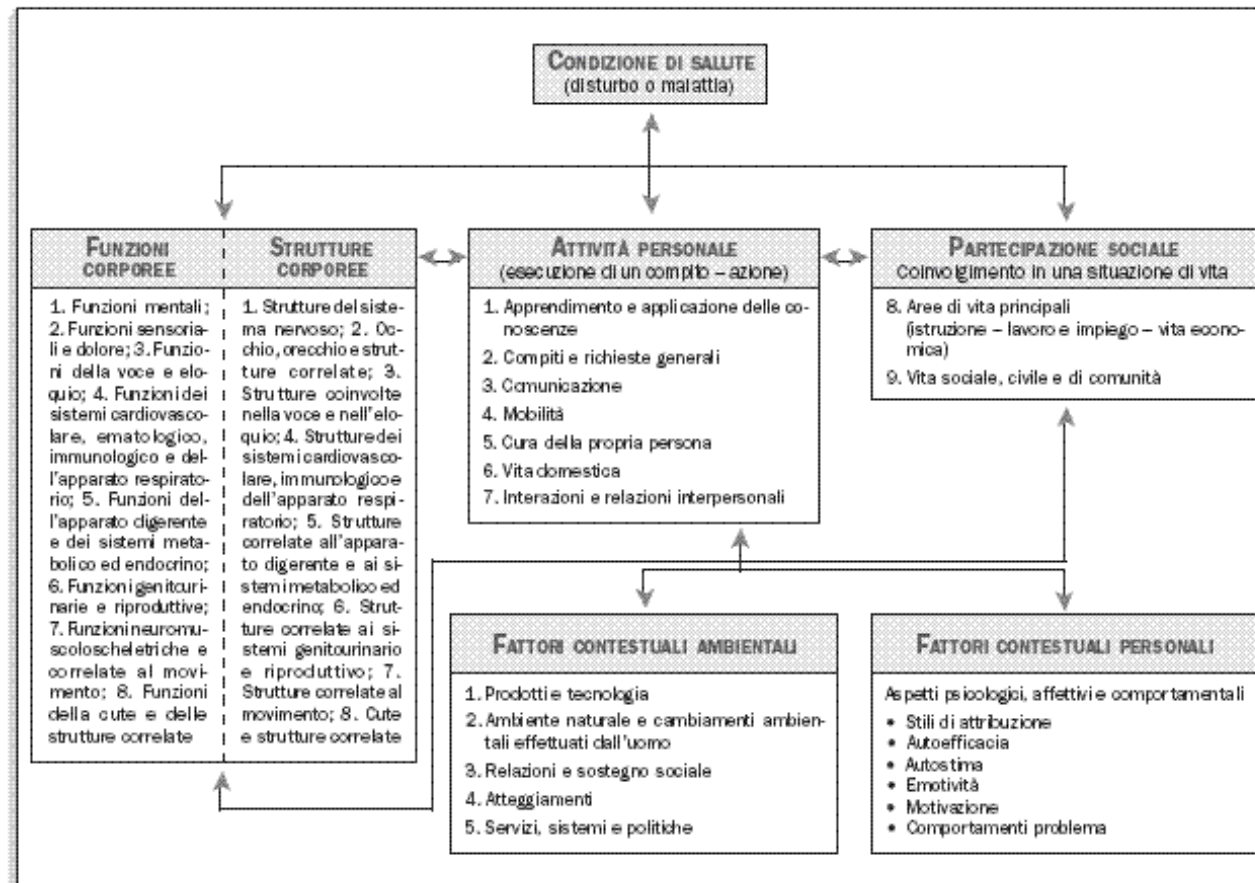 CONDIZIONE DI SALUTE
(disturbo o malattia)
FUNZIONI
CORPOREE
1. Funzioni mentali;
2. Funzioni sensoria-
li e dolore; 3. Funzio-
ni della voce e elo-
quio; 4. Funzioni dei
sistemi cardiovasco-
lare, ematologico,
immunologico e del-
l'apparato respirato-
rio; 5. Funzioni del-
l'apparato digerente
e dei sistemi meta-
bolico ed endocrino;
6. Funzioni genitouri-
narie e riproduttive;
7. Funzioni neuro-mu-
scoloscheletriche e
correlate al movi-
mento; 8. Funzioni
della cute e delle
strutture correlate
STRUTTURE
CORPOREE
1. Strutture del siste-
ma nervoso; 2. Oc-
chio, orecchio e strut-
ture correlate; 3.
Strutture coinvolte
nella voce e nell'elo-
quio; 4. Strutture dei
sistemi cardiovasco-
lare, immunologico e
dell'apparato respi-
ratorio; 5. Strutture
correlate all'appara-
to digerente e ai si-
stemi metabolico ed
endocrino; 6. Strut-
ture correlate ai si-
stemi genitourinario
e riproduttivo; 7.
Strutture correlate al
movimento; 8. Cute
e strutture correlate
ATTIVITÀ PERSONALE
(esecuzione di un compito – azione)
1. Apprendimento e applicazione delle co-
noscenze
2. Compiti e richieste generali
3. Comunicazione
4. Mobilità
5. Cura della propria persona
6. Vita domestica
7. Interazioni e relazioni interpersonali
PARTECIPAZIONE SOCIALE
Coinvolgimento in una situazione di vita
8. Aree di vita principali
(istruzione – lavoro e impiego – vita econo-
mica)
9. Vita sociale, civile e di comunità
FATTORI CONTESTUALI AMBIENTALI
1. Prodotti e tecnologia
2. Ambiente naturale e cambiamenti ambien-
tali effettuati dall'uomo
3. Relazioni e sostegno sociale
4. Atteggiamenti
5. Servizi, sistemi e politiche
FATTORI CONTESTUALI PERSONALI
Aspetti psicologici, affettivi e comportamentali
• Stili di attribuzione
• Autoefficacia
• Autostima
• Emotività
• Motivazione
• Comportamenti problema